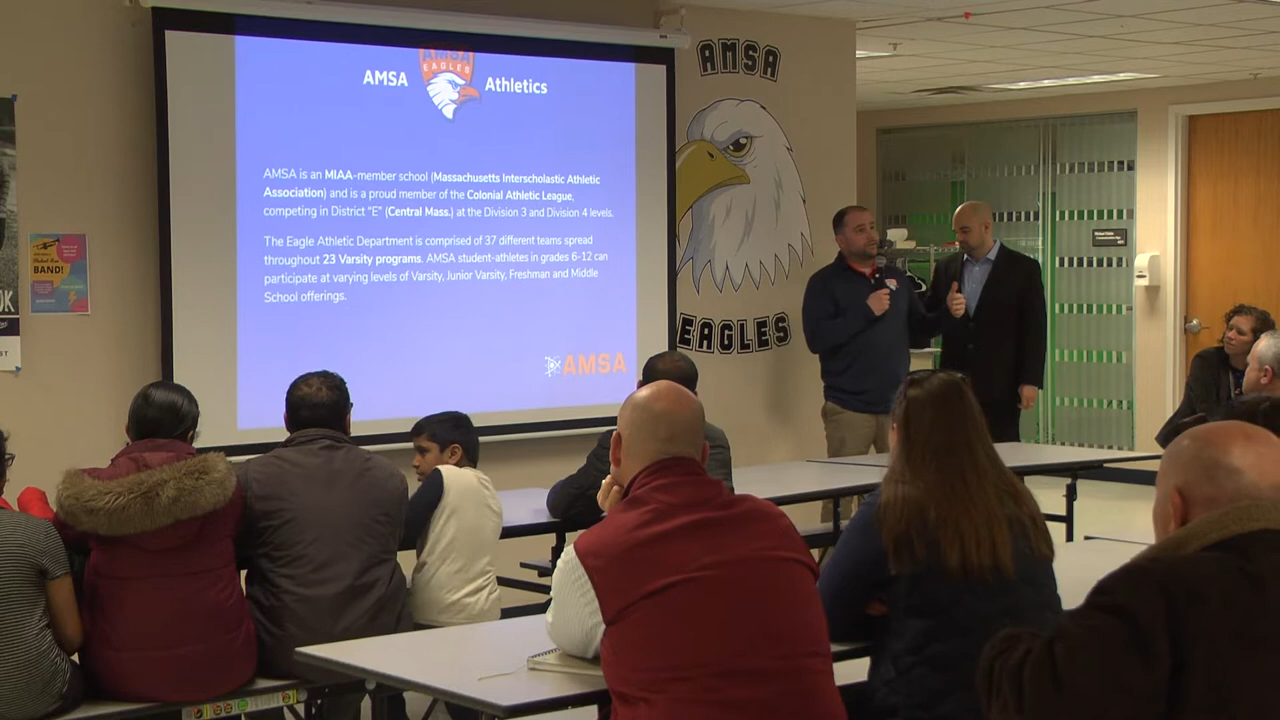 AMSA
EAGLES
AMSA
Athletics
AMSA is an MIAA-member school (Massachusetts Interscholastic Athletic
Association) and is a proud member of the Colonial Athletic League,
competing in District "E" (Central Mass.) at the Division 3 and Division 4 levels.
The Eagle Athletic Department is comprised of 37 different teams spread
throughout 23 Varsity programs. AMSA student-athletes in grades 6-12 can
participate at varying levels of Varsity, Junior Varsity, Freshman and Middle
School offerings.
AMSA
AMSA
EAGLES
BAND!